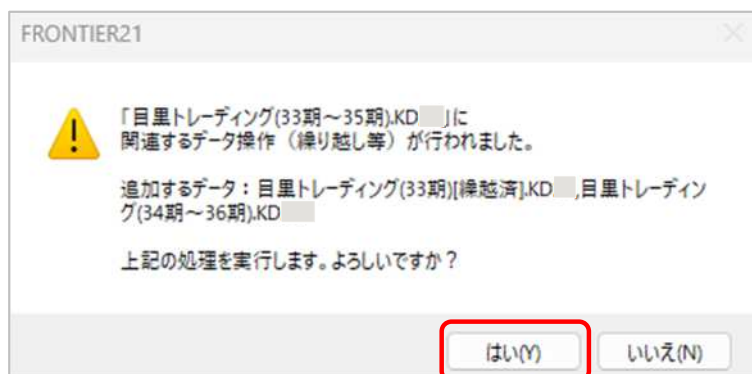 FRONTIER21
「目里トレーディング(33期～35期).KD 」に
関連するデータ操作（繰り越し等）が行われました。
追加するデータ：目里トレーディング(33期)[繰越済].KD ,目里トレーディン
グ(34期～36期).KD
上記の処理を実行します。よろしいですか？
はい(Y)
いいえ(N)